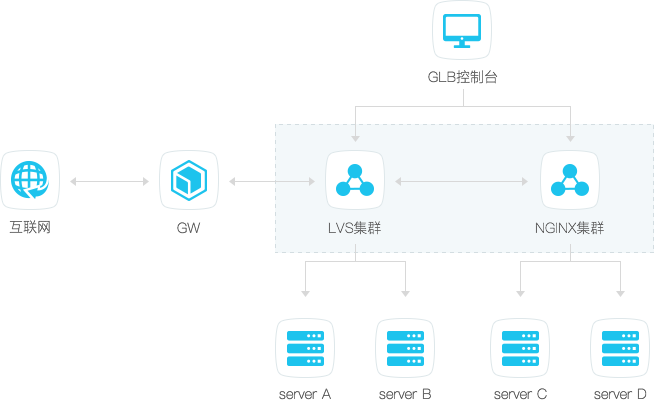 GLB控制台
互联网
GW
LVS集群
NGINX集群
server A
server B
server C
server D